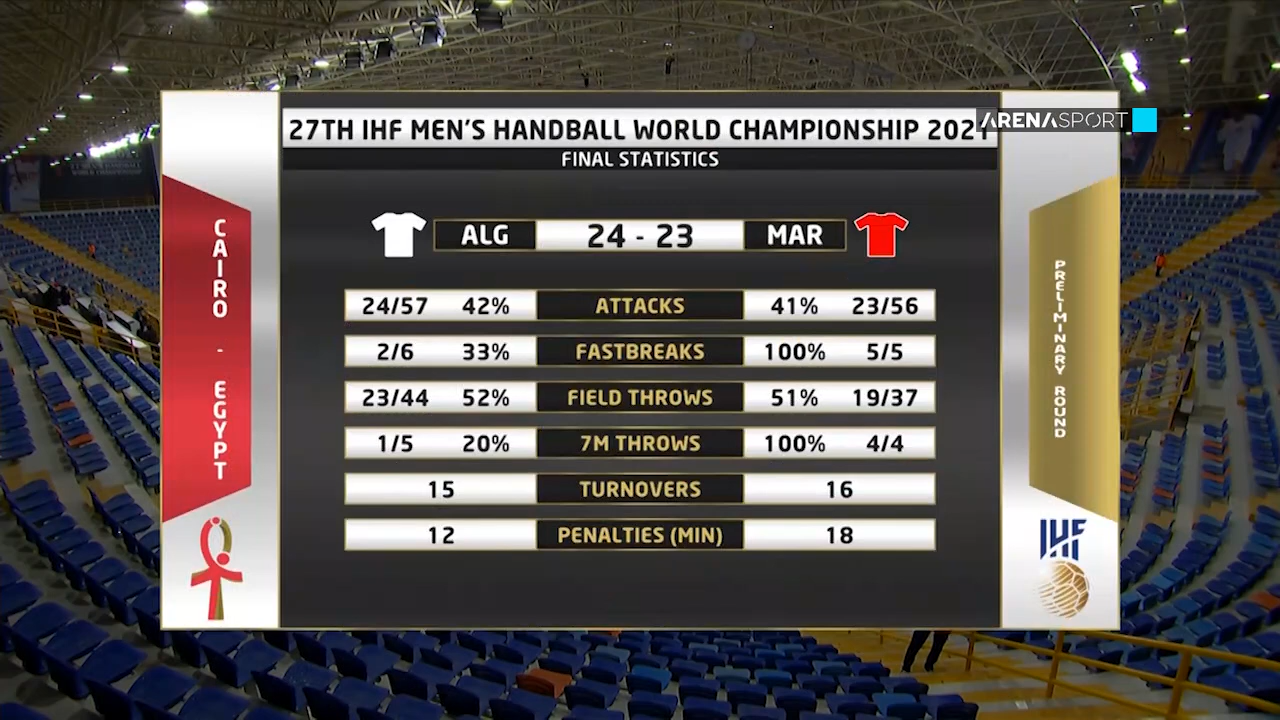 27TH IHF MEN'S HANDBALL WORLD CHAMPIONSHIP 2021
ARENASPORT
FINAL STATISTICS
CAIRO - EGYPT
ALG 24 - 23 MAR
24/57 42% ATTACKS 41% 23/56
2/6 33% FASTBREAKS 100% 5/5
23/44 52% FIELD THROWS 51% 19/37
1/5 20% 7M THROWS 100% 4/4
15 TURNOVERS 16
12 PENALTIES (MIN) 18
PRELIMINARY ROUND
IHF